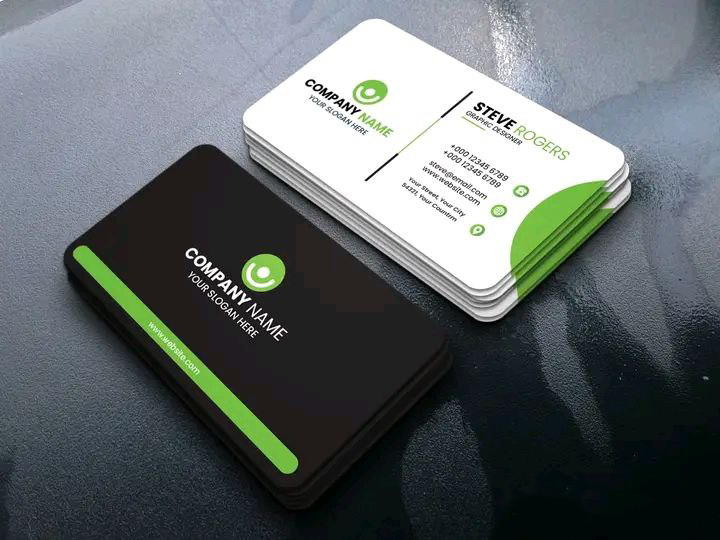 COMPANY NAME
YOUR SLOGAN HERE
STEVE ROGERS
GRAPHIC DESIGNER
+000 12345 6789
+000 12345 6789
steve@email.com
www.website.com
Your Street, Your City
54321, Your Countrm
COMPANY NAME
YOUR SLOGAN HERE
www.website.com